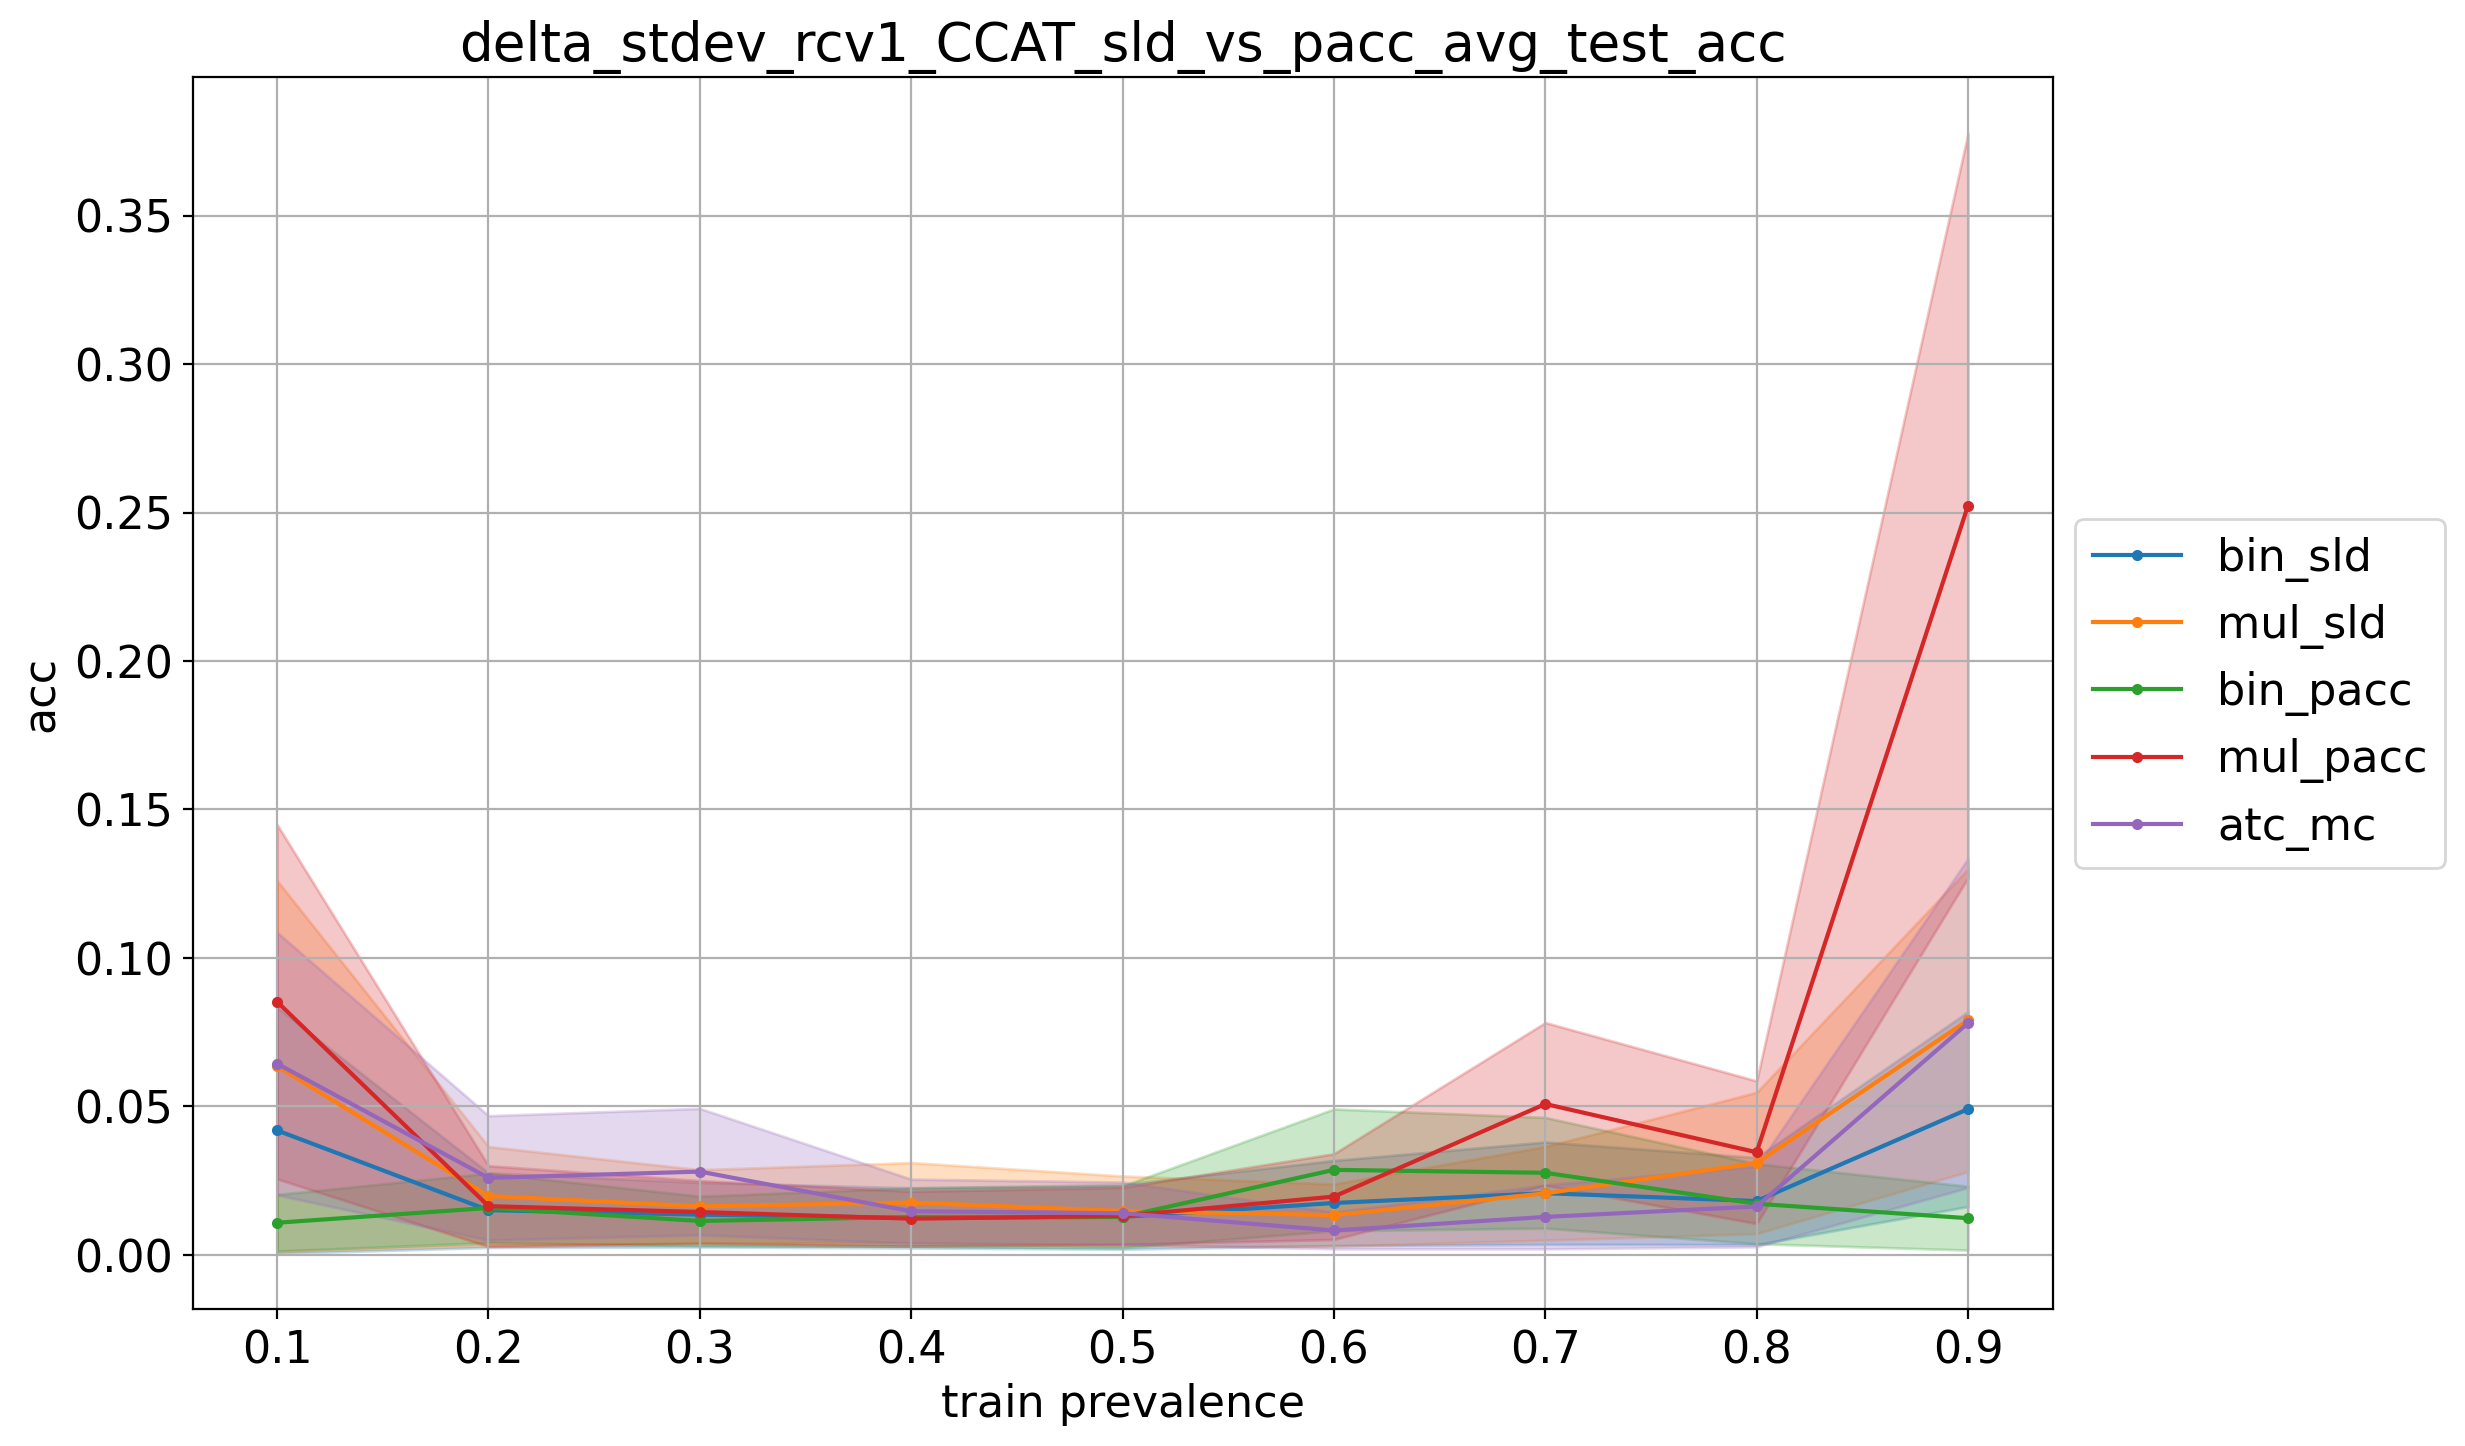 delta_stdev_rcv1_CCAT_sld_vs_pacc_avg_test_acc
acc
0.35
0.30
0.25
0.20
0.15
0.10
0.05
0.00
0.1 0.2 0.3 0.4 0.5 0.6 0.7 0.8 0.9
train prevalence
bin_sld
mul_sld
bin_pacc
mul_pacc
atc_mc